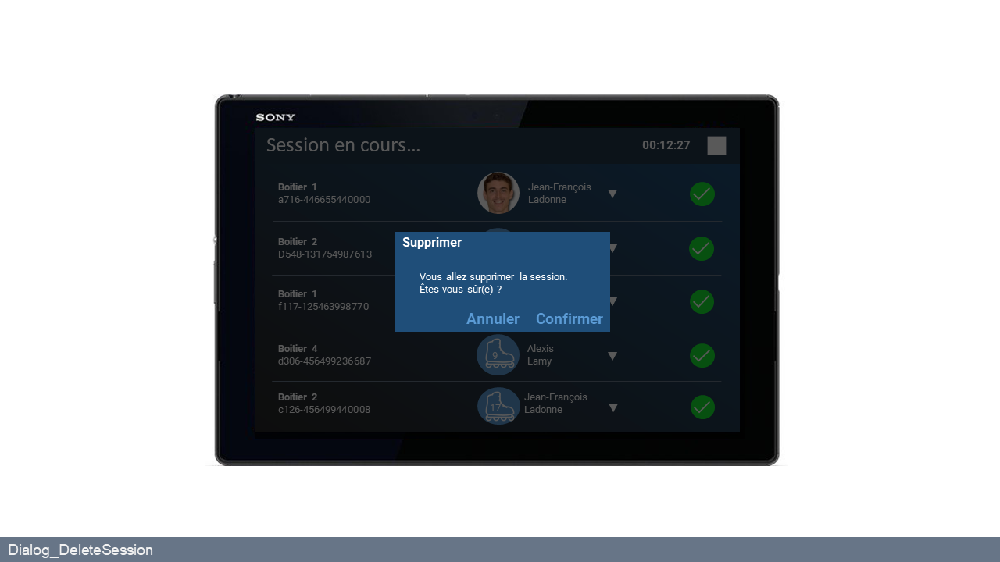 SONY
Session en cours...
00:12:27
Boitier 1
a716-446655440000
Jean-François
Ladonne
Boitier 2
D548-131754987613
Supprimer
Vous allez supprimer la session.
Êtes-vous sûr(e) ?
Annuler Confirmer
Boitier 1
f117-125463998770
Boitier 4
d306-456499236687
9
Alexis
Lamy
Boitier 2
c126-456499440008
17
Jean-François
Ladonne
Dialog_DeleteSession